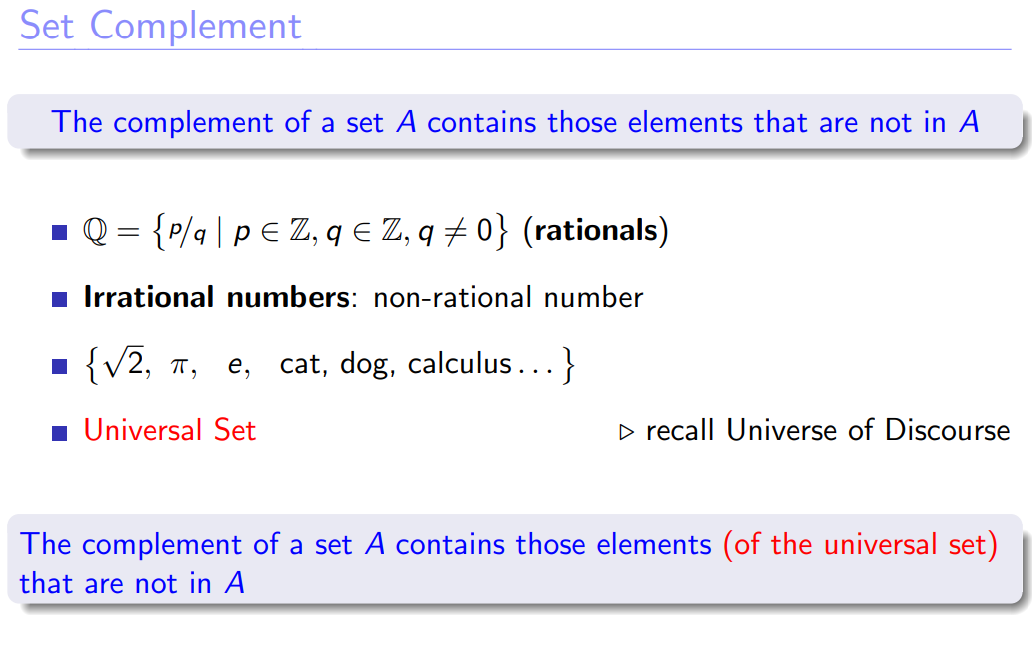 Set Complement
The complement of a set A contains those elements that are not in A
ℚ = {p/q | p ∈ ℤ, q ∈ ℤ, q ≠ 0} (rationals)
Irrational numbers: non-rational number
{√2, π, e, cat, dog, calculus . . . }
Universal Set ▷ recall Universe of Discourse
The complement of a set A contains those elements (of the universal set)
that are not in A